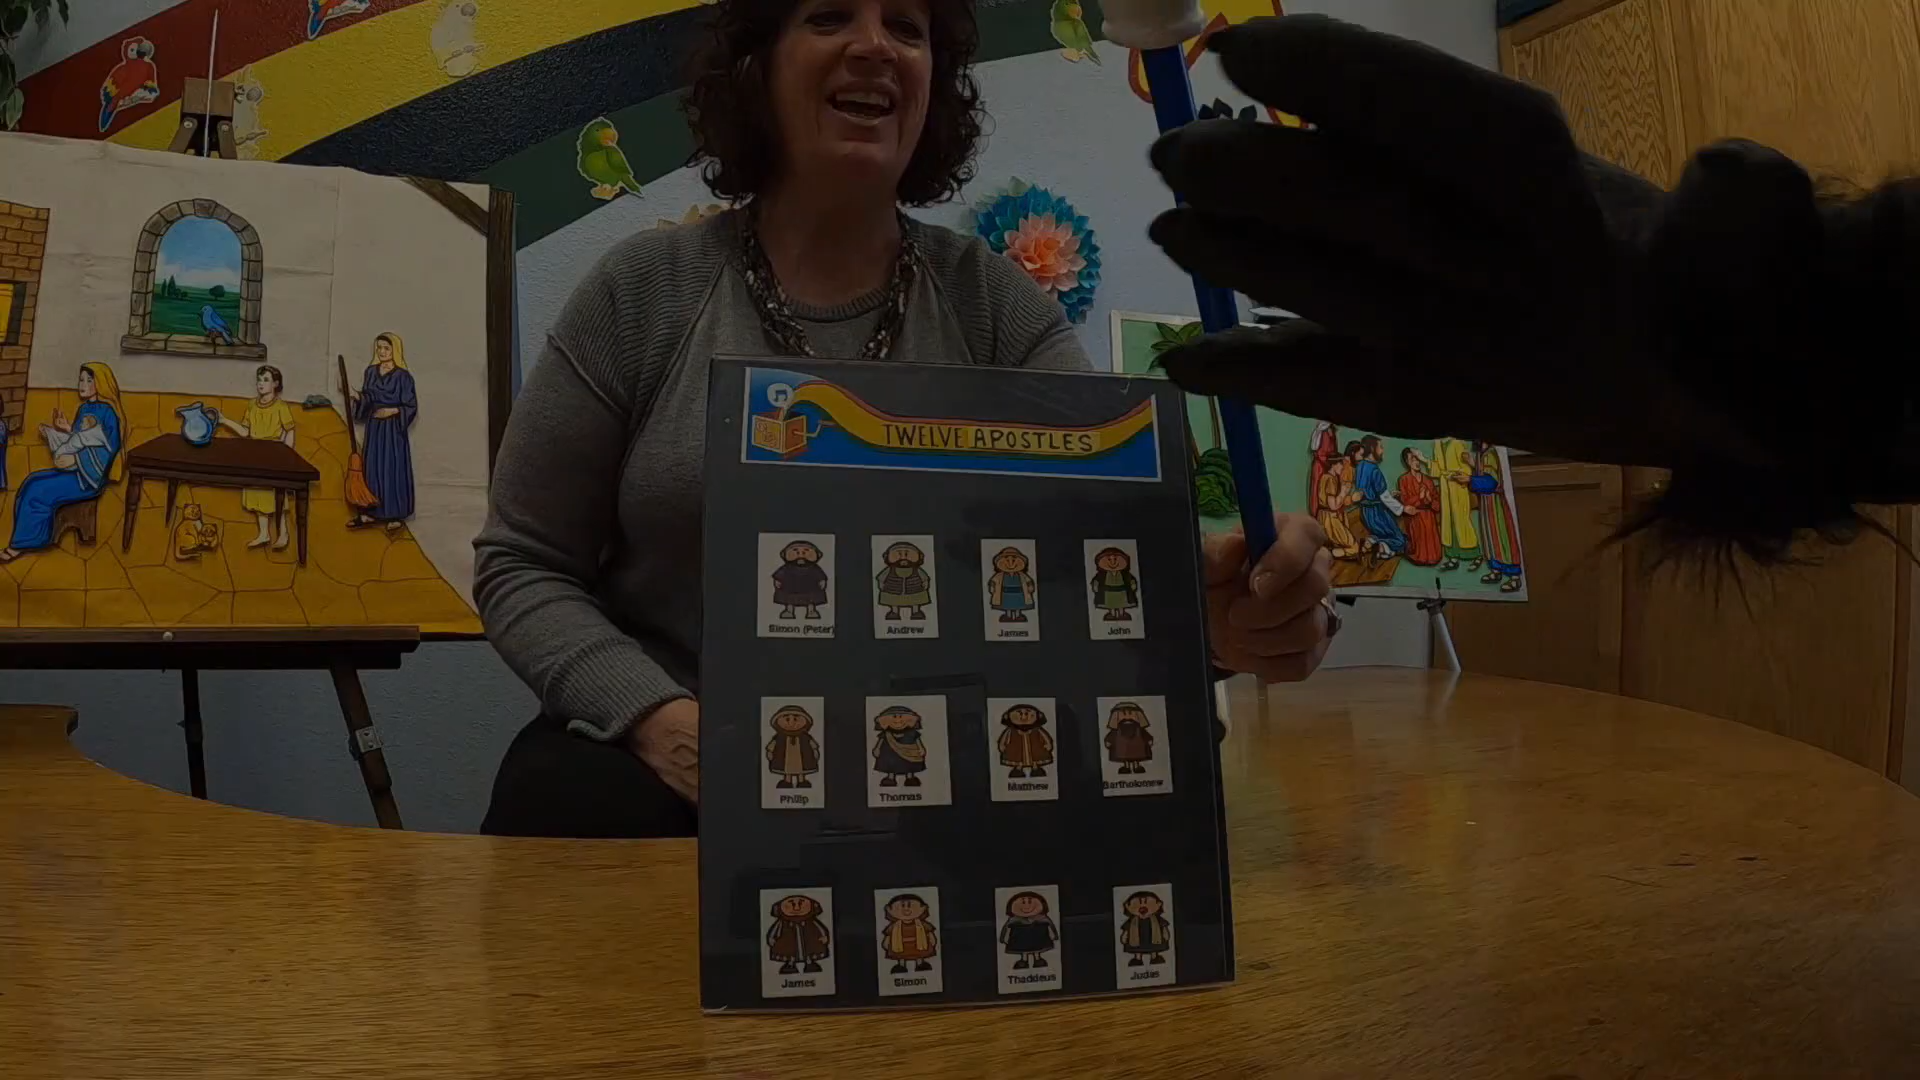 TWELVE APOSTLES
Simon (Peter) Andrew James John
Philip Thomas Matthew Bartholomew
James Simon Thaddeus Judas